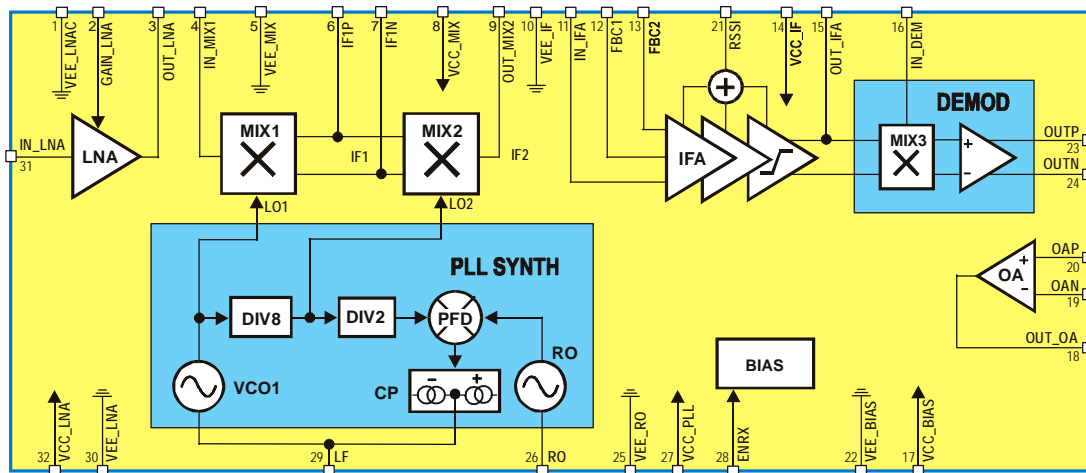 1 VEE_LNAC
2 GAIN_LNA
3 OUT_LNA
4 IN_MIX1
5 VEE_MIX
6 IF1P
7 IF1N
8 VCC_MIX
9 OUT_MIX2
10 VEE_IF
11 IN_IFA
12 FBC1
13 FBC2
21 RSSI
14 VCC_IF
15 OUT_IFA
16 IN_DEM
IN_LNA
31
LNA
MIX1
IF1
MIX2
IF2
LO1
LO2
+
IFA
DEMOD
MIX3
+
−
OUTP
23
OUTN
24
PLL SYNTH
DIV8
DIV2
PFD
VCO1
CP
− +
RO
BIAS
OA
+
−
OAP
20
OAN
19
OUT_OA
18
32 VCC_LNA
30 VEE_LNA
29 LF
26 RO
25 VEE_RO
27 VCC_PLL
28 ENRX
22 VEE_BIAS
17 VCC_BIAS